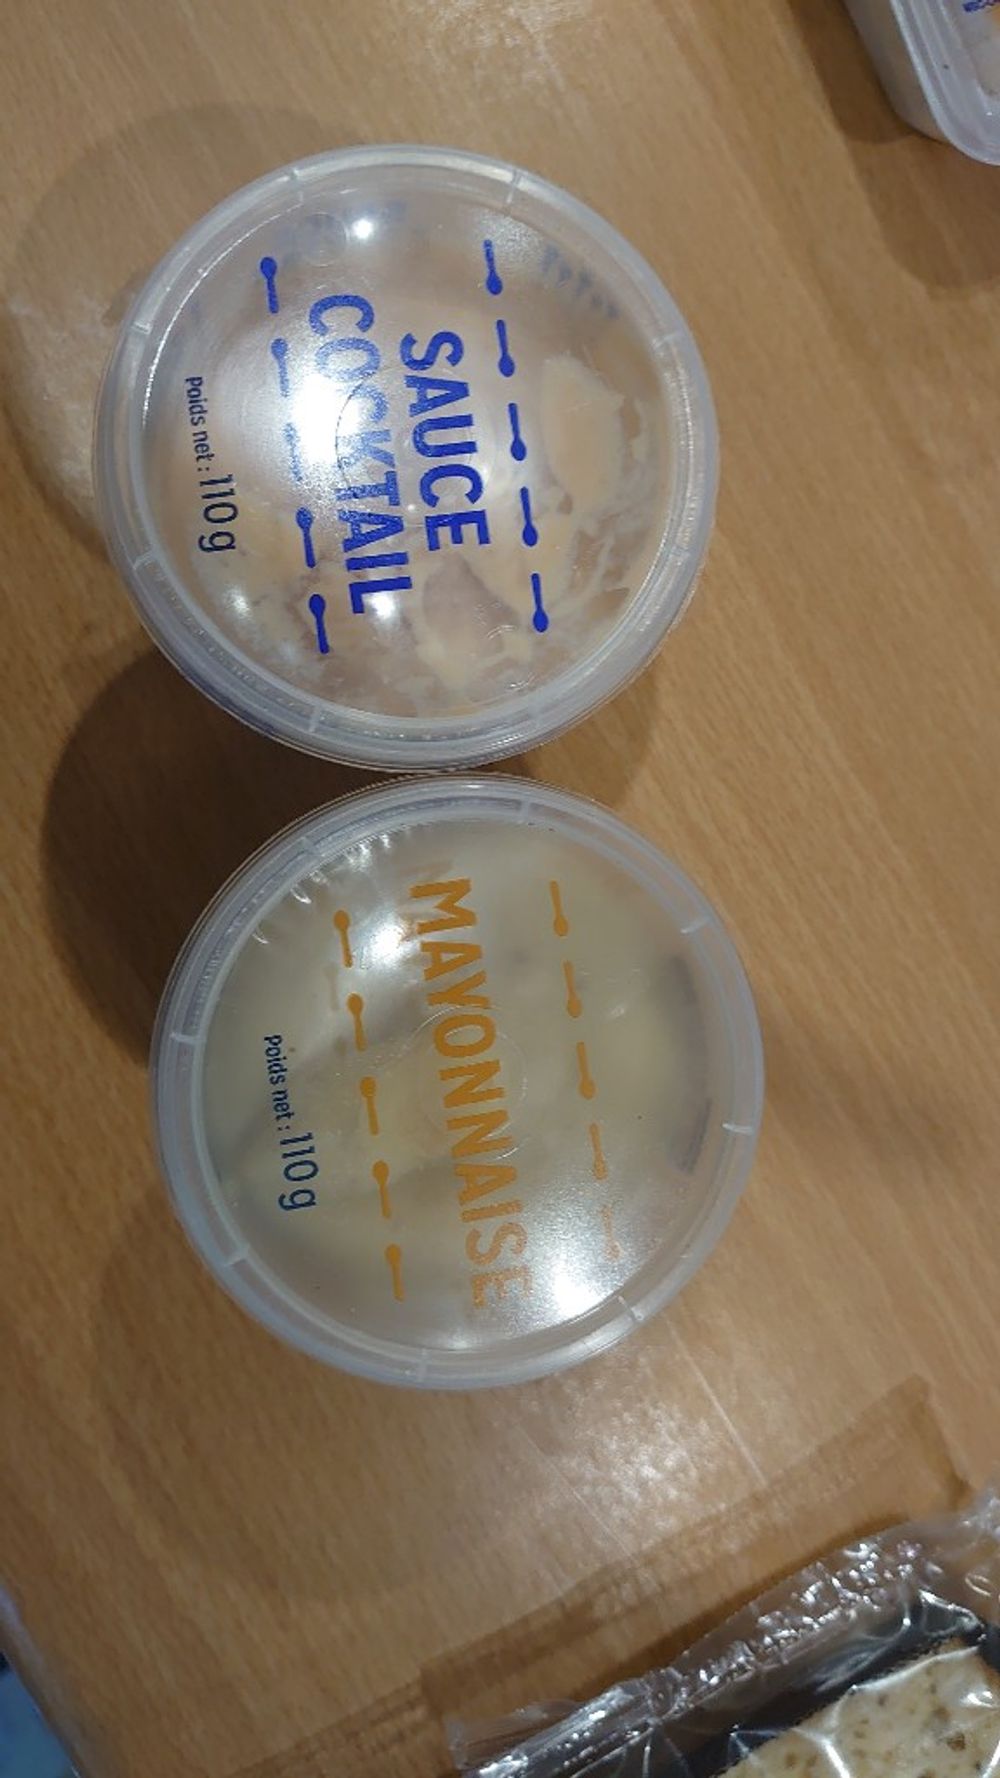 SAUCE
COCKTAIL
Poids net : 110 g
MAYONNAISE
Poids net : 110 g